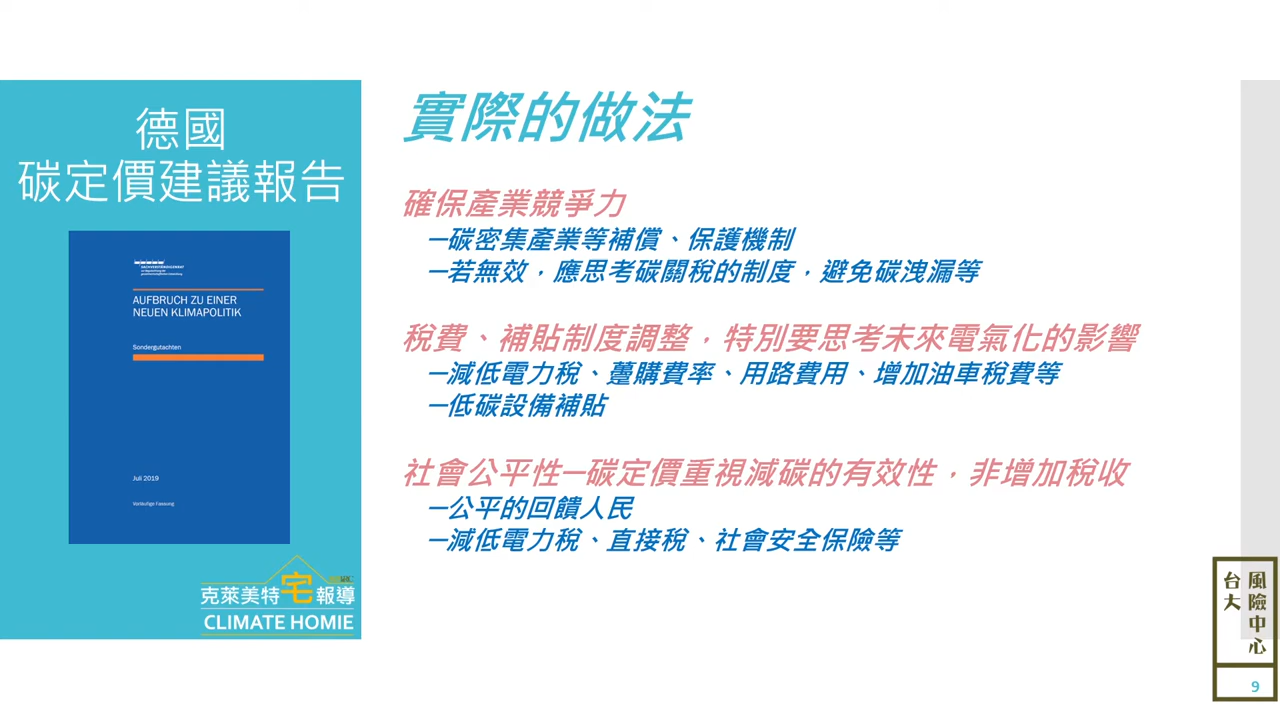 德國
碳定價建議報告
SACHVERSTÄNDIGENRAT
AUFBRUCH ZU EINER
NEUEN KLIMAPOLITIK
Sondergutachten
Juli 2019
Vorläufige Fassung
克萊美特宅報導
CLIMATE HOMIE
實際的做法
確保產業競爭力
─碳密集產業等補償、保護機制
─若無效，應思考碳關稅的制度，避免碳洩漏等
稅費、補貼制度調整，特別要思考未來電氣化的影響
─減低電力稅、躉購費率、用路費用、增加油車稅費等
─低碳設備補貼
社會公平性─碳定價重視減碳的有效性，非增加稅收
─公平的回饋人民
─減低電力稅、直接稅、社會安全保險等
台大
風險中心
9